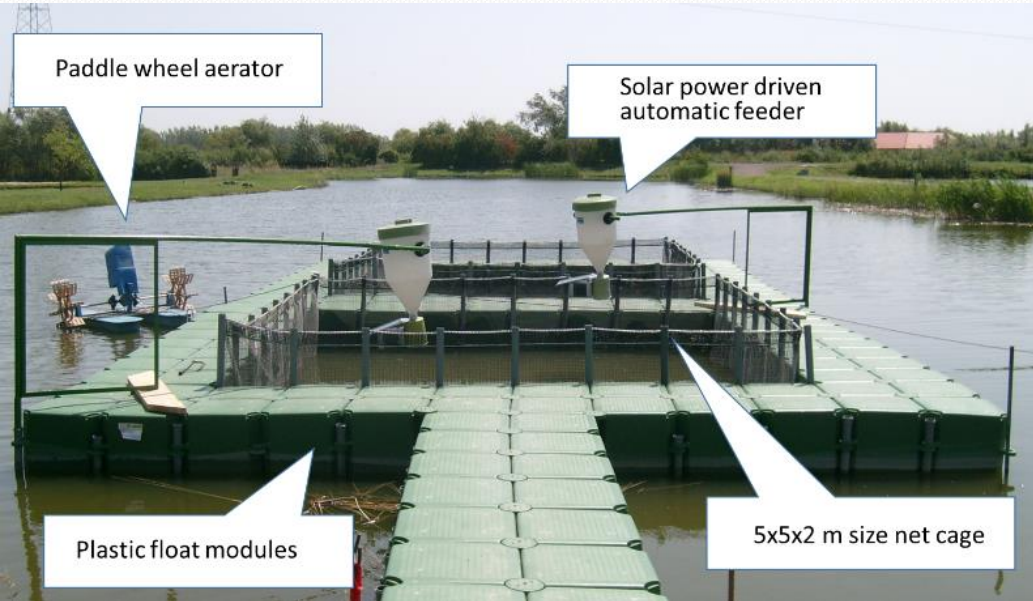 Paddle wheel aerator
Solar power driven
automatic feeder
Plastic float modules
5x5x2 m size net cage